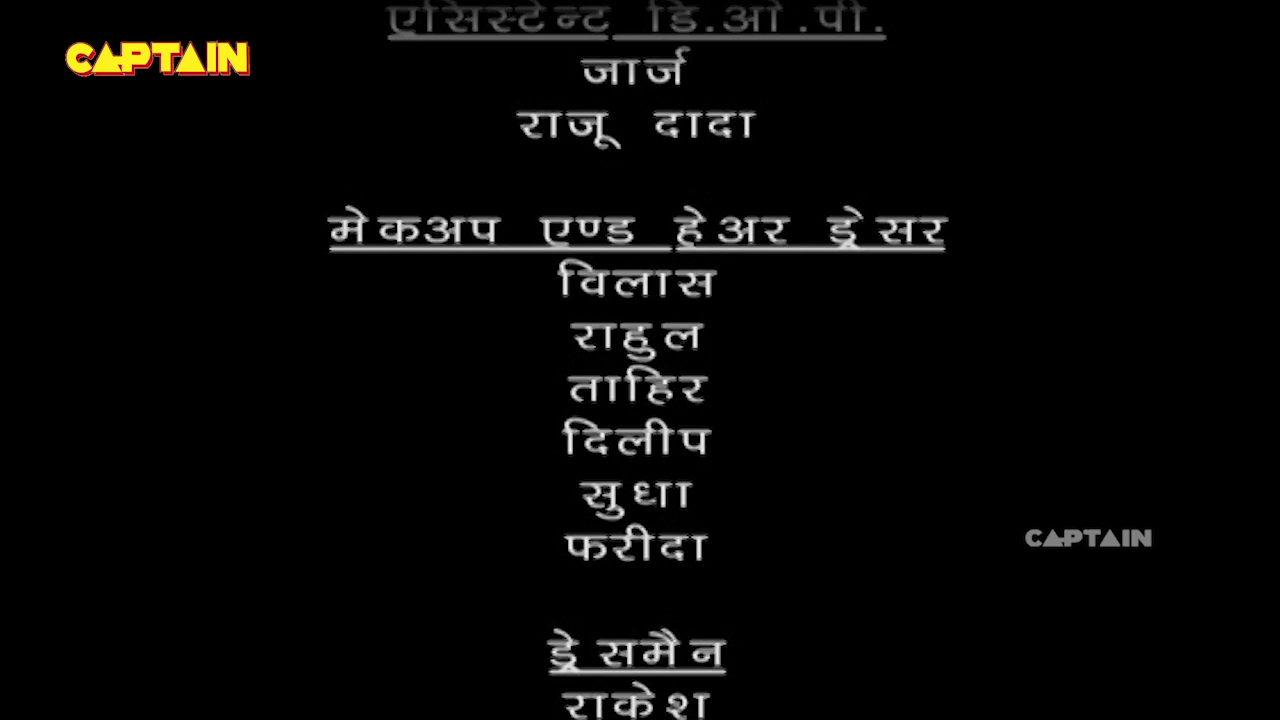 एसिस्टेन्ट डि.ओ.पी.
CAPTAIN
जार्ज
राजू दादा
मेकअप एण्ड हेअर ड्रेसर
विलास
राहुल
ताहिर
दिलीप
सुधा
CAPTAIN
फरीदा
ड्रेसमैन
राकेश